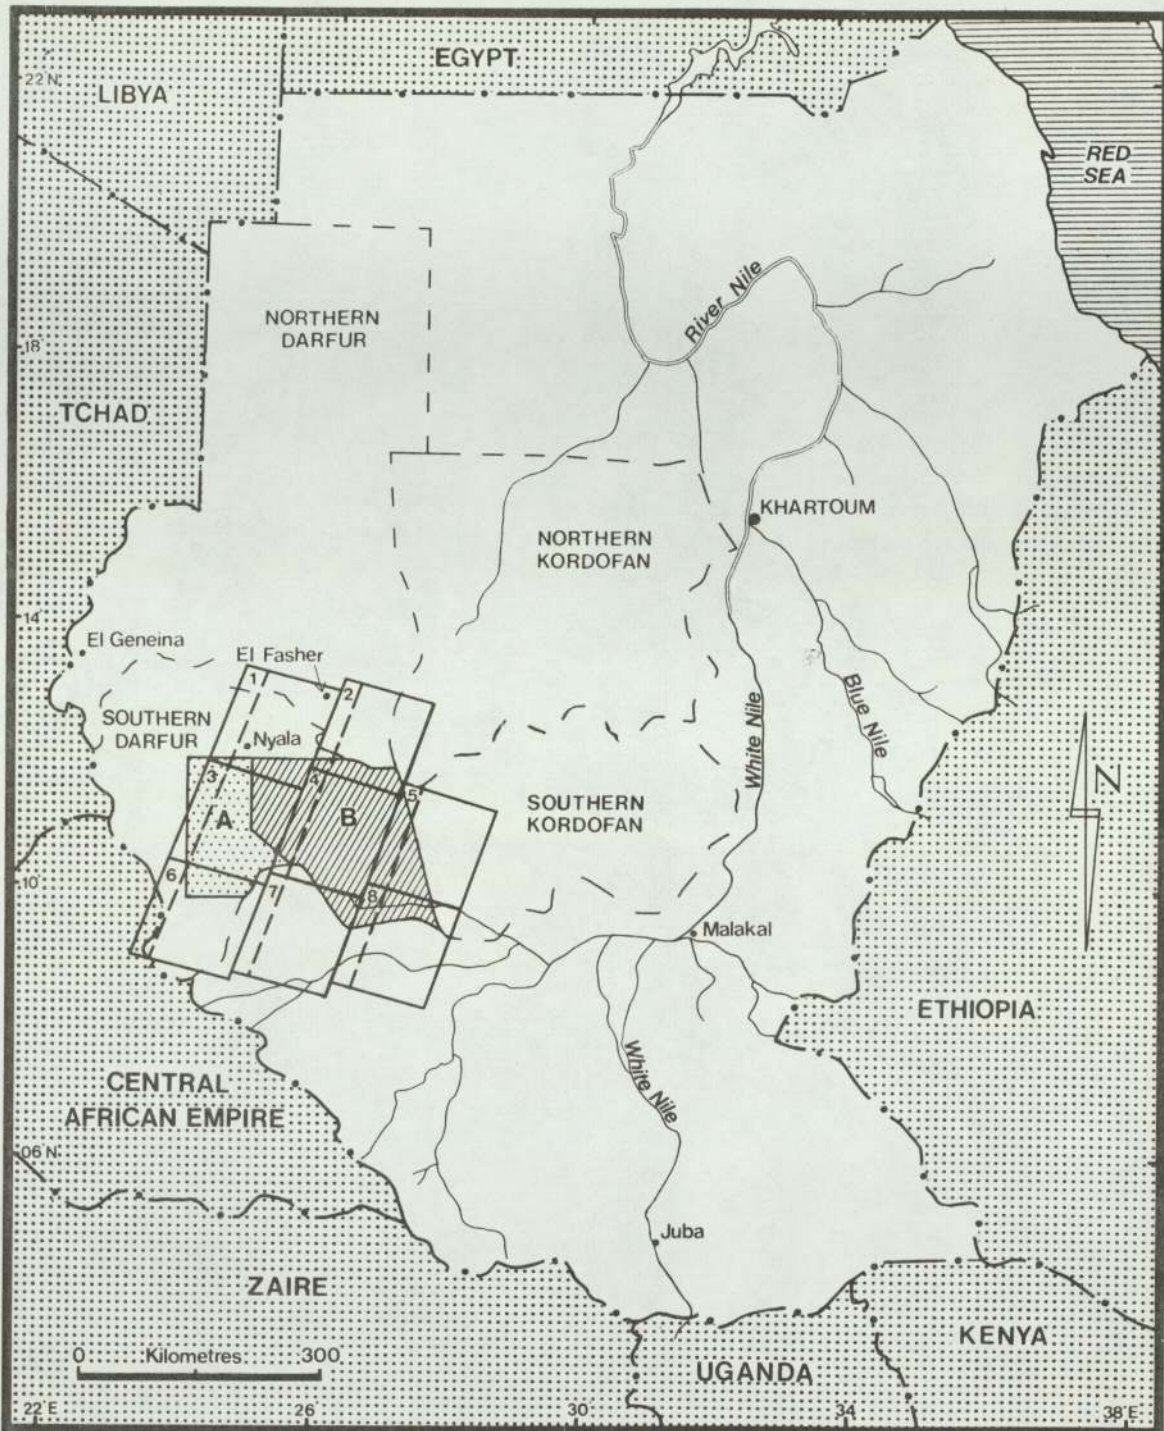 EGYPT
22°N
LIBYA
RED
SEA
River Nile
NORTHERN
DARFUR
18°
TCHAD
KHARTOUM
NORTHERN
KORDOFAN
14°
El Geneina
El Fasher
1
2
SOUTHERN
DARFUR
Nyala
White Nile
Blue Nile
N
3
4
5
A
B
SOUTHERN
KORDOFAN
10°
6
7
8
Malakal
ETHIOPIA
White Nile
CENTRAL
AFRICAN EMPIRE
06°N
Juba
ZAIRE
KENYA
0 Kilometres 300
UGANDA
22°E
26
30
34
38°E